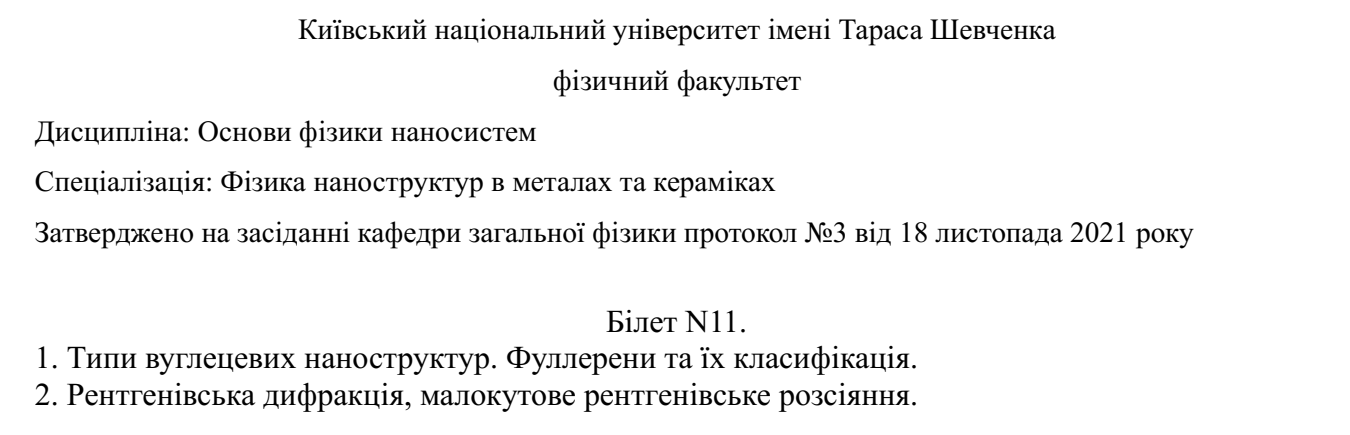 Київський національний університет імені Тараса Шевченка
фізичний факультет
Дисципліна: Основи фізики наносистем
Спеціалізація: Фізика наноструктур в металах та кераміках
Затверджено на засіданні кафедри загальної фізики протокол №3 від 18 листопада 2021 року
Білет N11.
1. Типи вуглецевих наноструктур. Фуллерени та їх класифікація.
2. Рентгенівська дифракція, малокутове рентгенівське розсіяння.